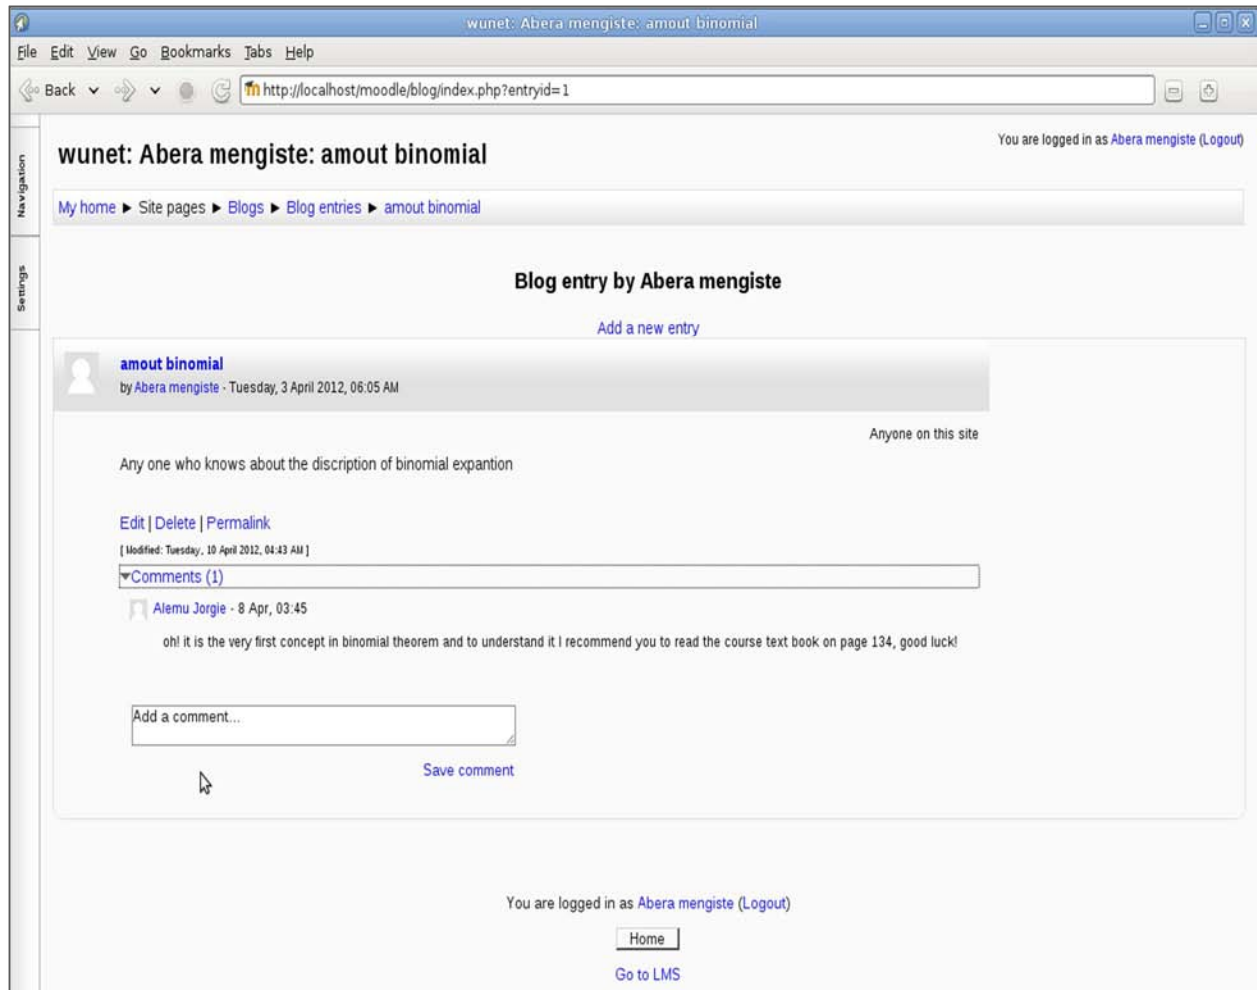 wunet: Abera mengiste: amout binomial
File Edit View Go Bookmarks Tabs Help
Back http://localhost/moodle/blog/index.php?entryid=1
Navigation
Settings
You are logged in as Abera mengiste (Logout)
wunet: Abera mengiste: amout binomial
My home ► Site pages ► Blogs ► Blog entries ► amout binomial
Blog entry by Abera mengiste
Add a new entry
amout binomial
by Abera mengiste - Tuesday, 3 April 2012, 06:05 AM
Anyone on this site
Any one who knows about the discription of binomial expantion
Edit | Delete | Permalink
[ Modified: Tuesday, 10 April 2012, 04:43 AM ]
▼Comments (1)
Alemu Jorgie - 8 Apr, 03:45
oh! it is the very first concept in binomial theorem and to understand it I recommend you to read the course text book on page 134, good luck!
Add a comment...
Save comment
You are logged in as Abera mengiste (Logout)
Home
Go to LMS